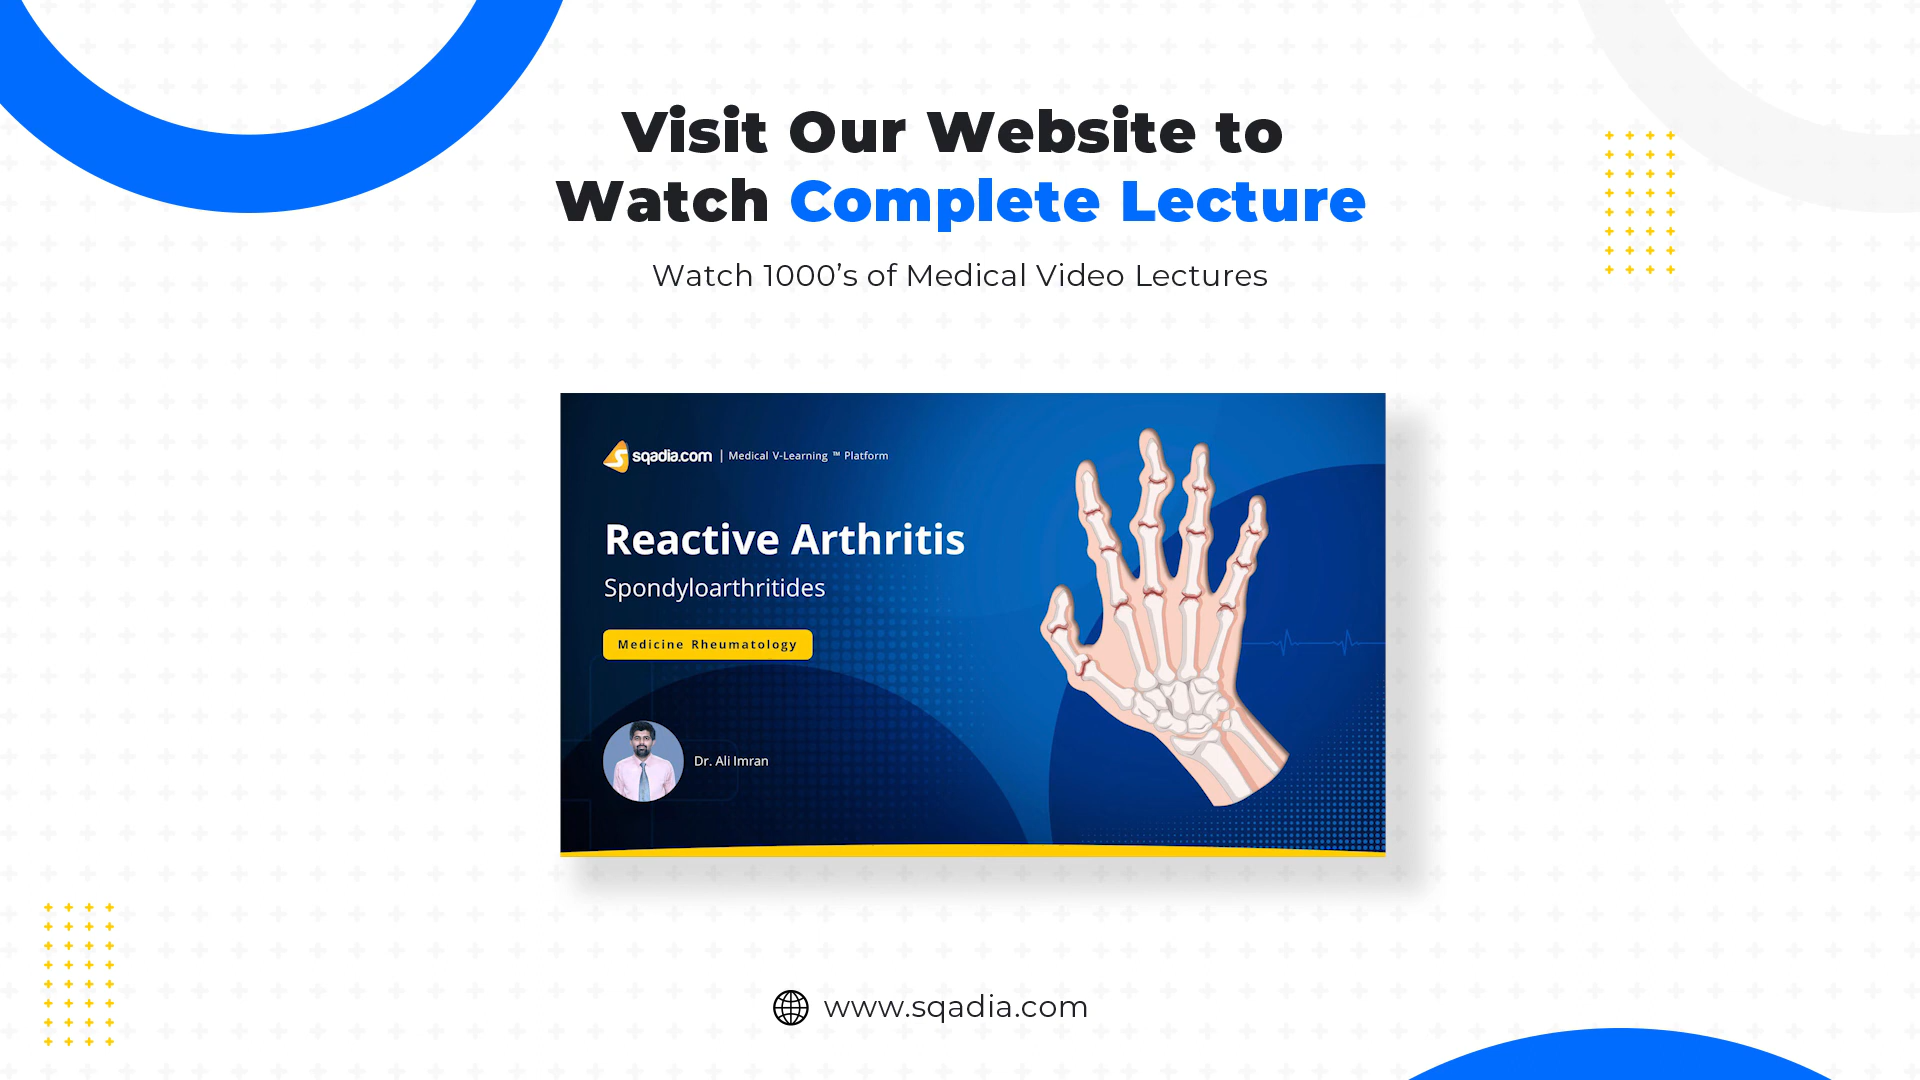 Visit Our Website to
Watch Complete Lecture
Watch 1000’s of Medical Video Lectures
sqadia.com | Medical V-Learning ™ Platform
Reactive Arthritis
Spondyloarthritides
Medicine Rheumatology
Dr. Ali Imran
www.sqadia.com